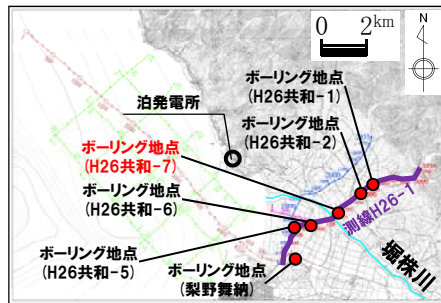 0 2km
N
ボーリング地点
(H26共和-1)
泊発電所
ボーリング地点
(H26共和-2)
ボーリング地点
(H26共和-7)
ボーリング地点
(H26共和-6)
測線H26-1
ボーリング地点
(H26共和-5)
ボーリング地点
(梨野舞納)
堀株川